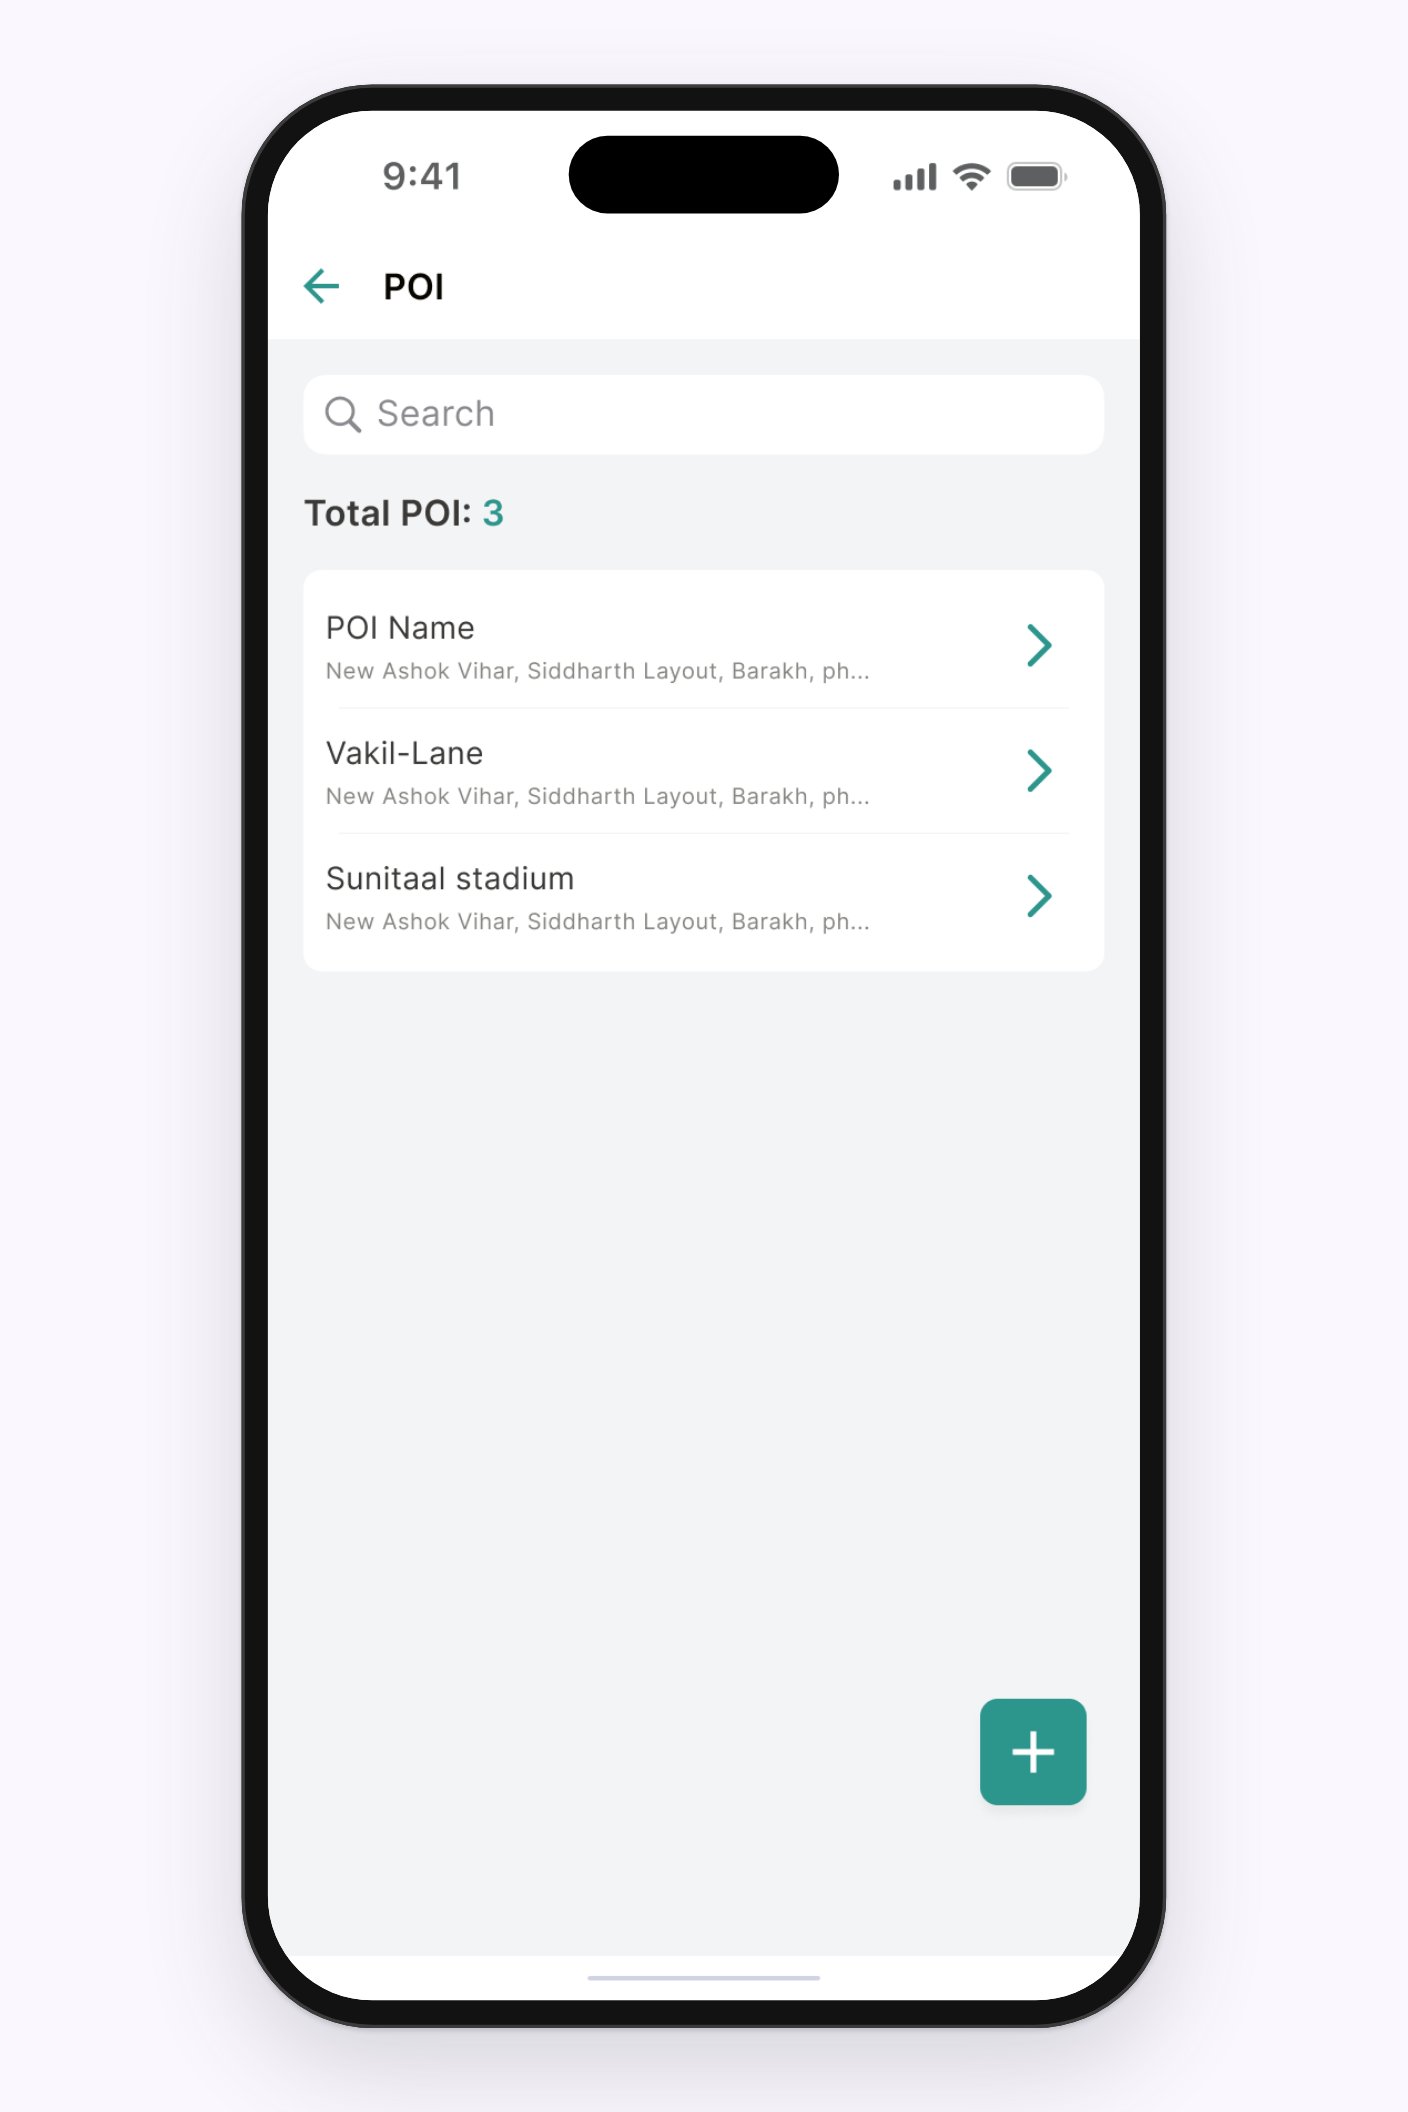 9:41
POI
Search
Total POI: 3
POI Name
New Ashok Vihar, Siddharth Layout, Barakh, ph...
Vakil-Lane
New Ashok Vihar, Siddharth Layout, Barakh, ph...
Sunitaal stadium
New Ashok Vihar, Siddharth Layout, Barakh, ph...